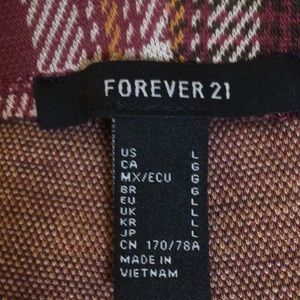 FOREVER 21
US L
CA G
MX/ECU G
BR G
EU L
UK L
KR L
JP L
CN 170/78A
MADE IN
VIETNAM